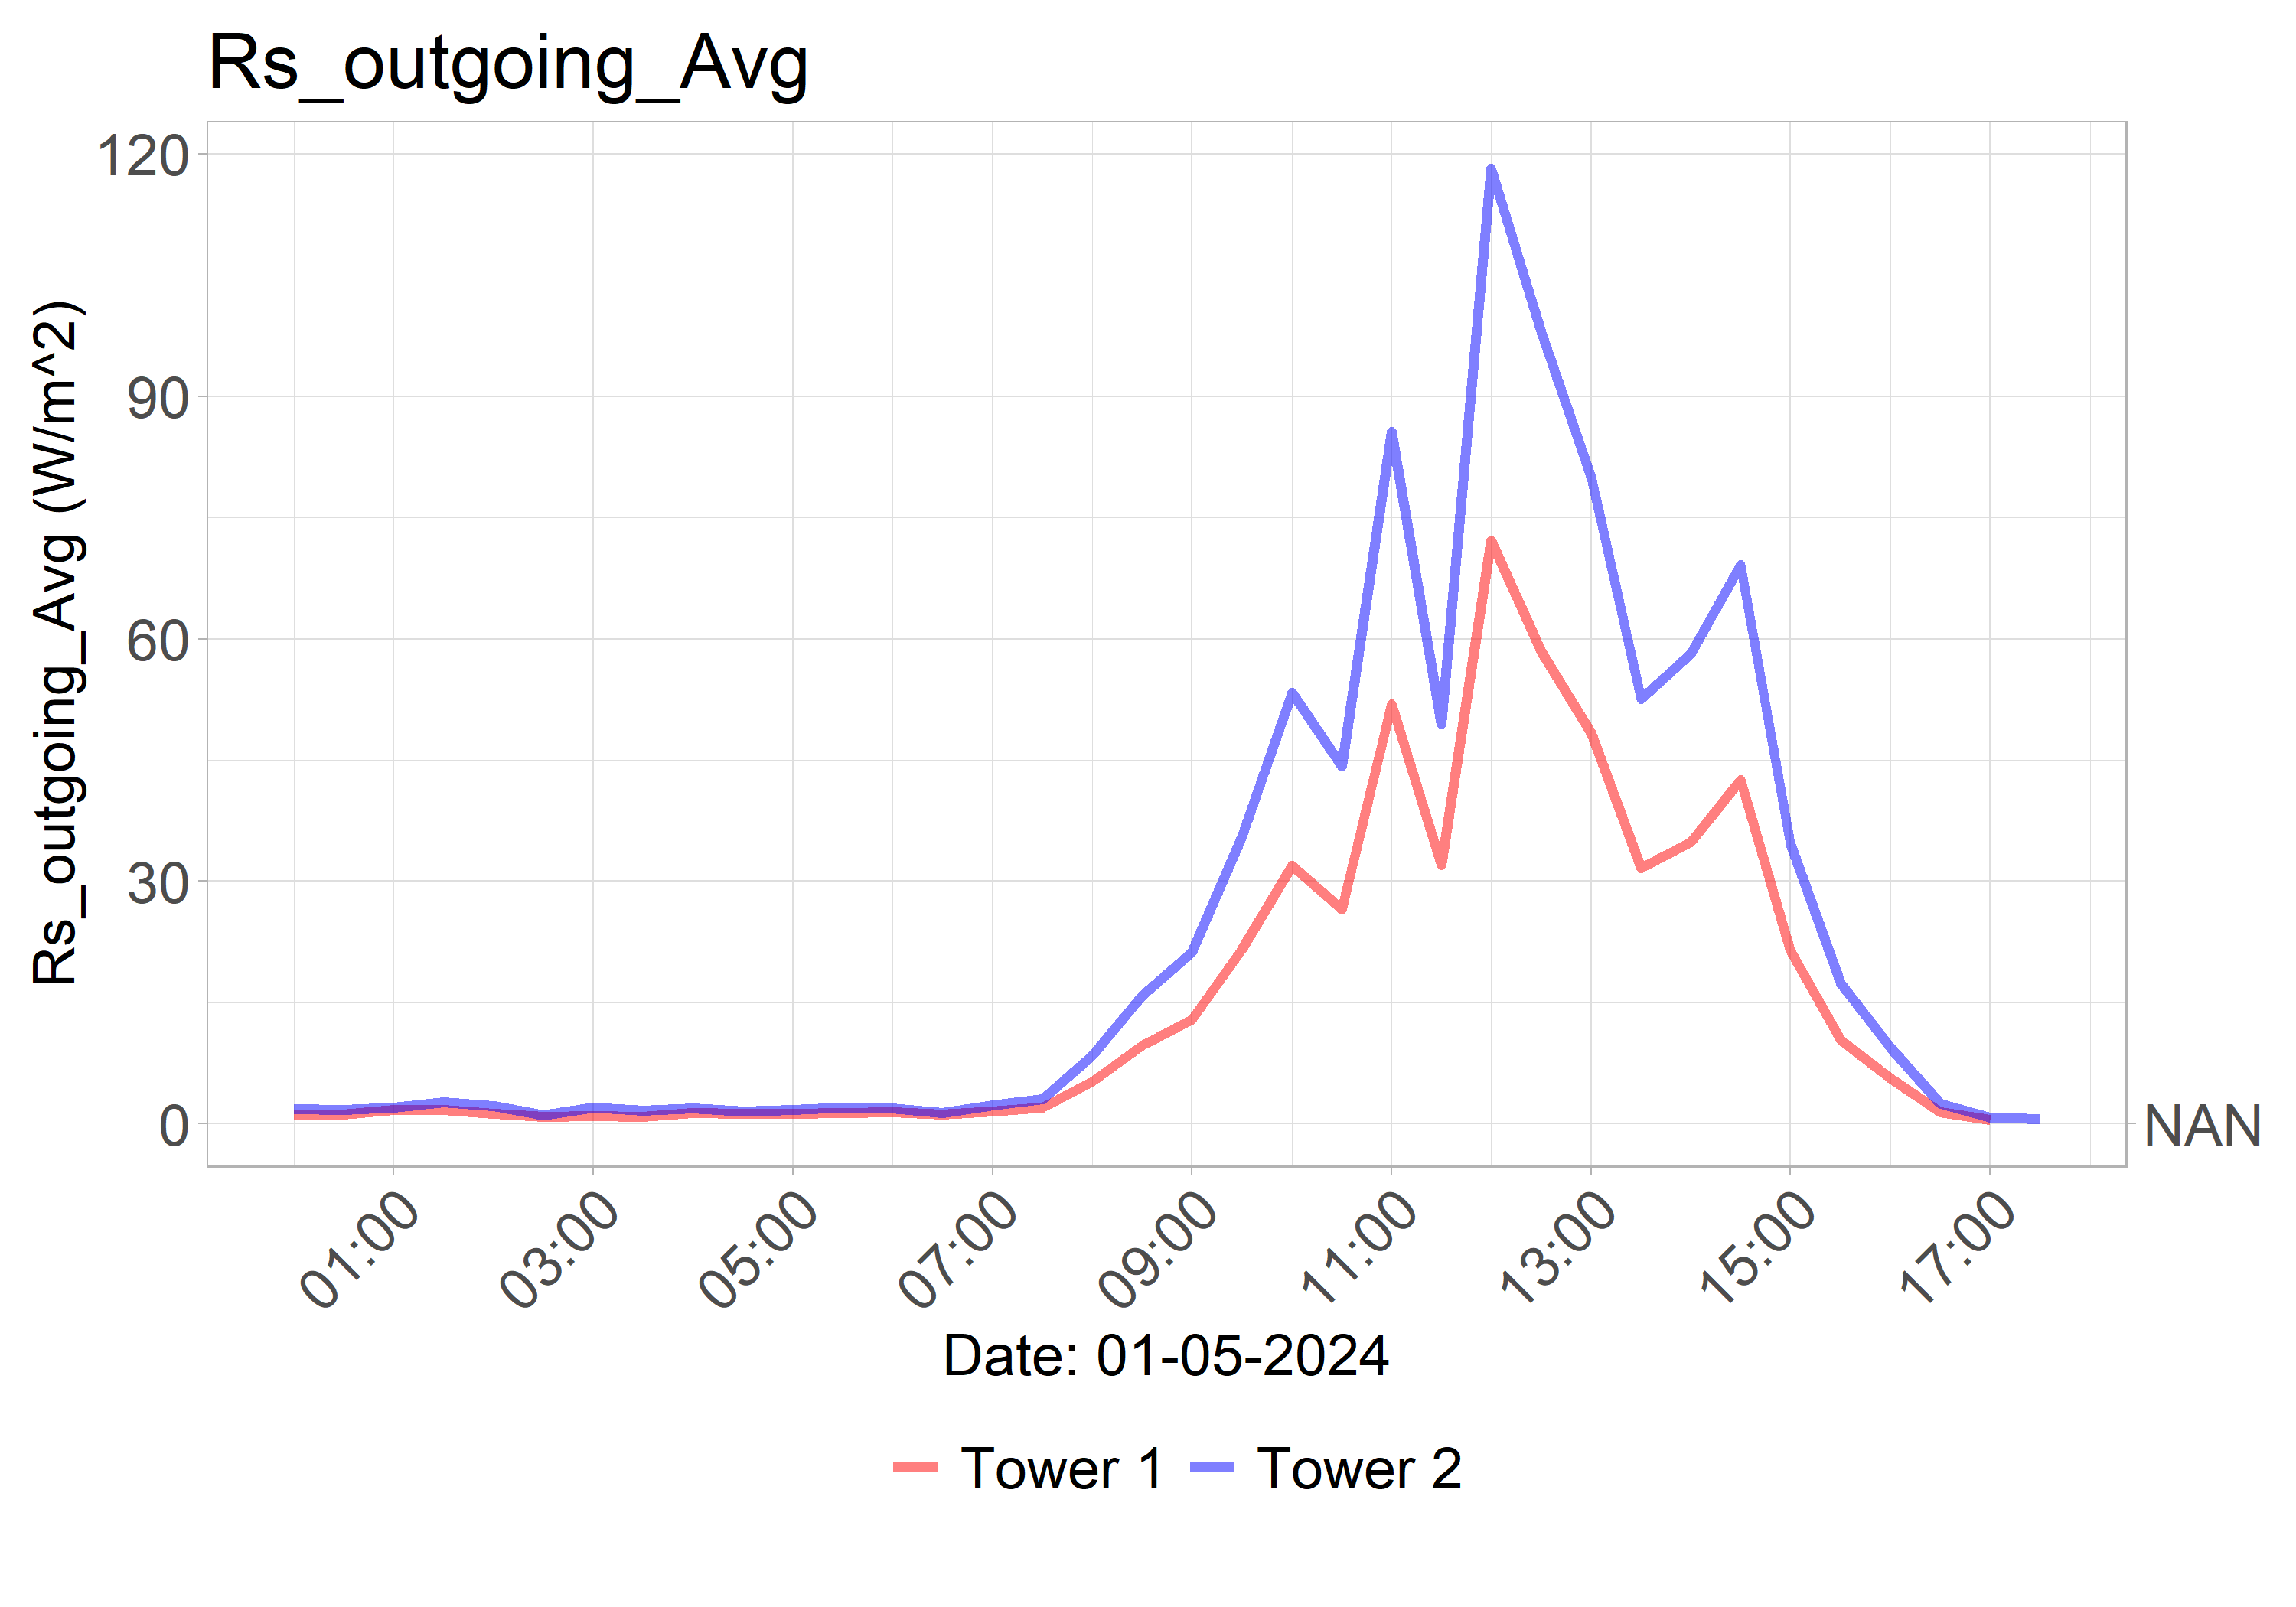 Rs_outgoing_Avg
Rs_outgoing_Avg (W/m^2)
120
90
60
30
0
NAN
01:00
03:00
05:00
07:00
09:00
11:00
13:00
15:00
17:00
Date: 01-05-2024
Tower 1
Tower 2